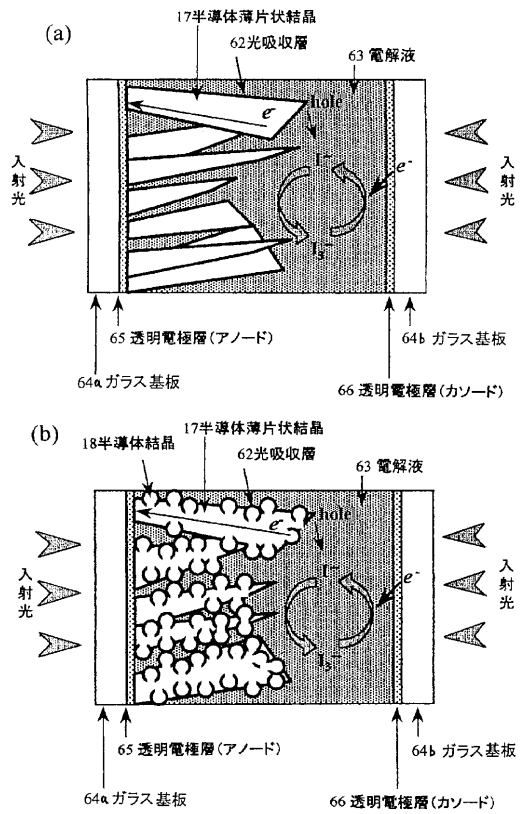 (a)
17半導体薄片状結晶
62光吸収層
63 電解液
e-
hole
I-
e-
I3-
入射光
入射光
65 透明電極層(アノード)
64a ガラス基板
64b ガラス基板
66 透明電極層(カソード)
(b)
18半導体結晶
17半導体薄片状結晶
62光吸収層
63 電解液
e-
hole
I-
e-
I3-
入射光
入射光
65 透明電極層(アノード)
64a ガラス基板
64b ガラス基板
66 透明電極層(カソード)